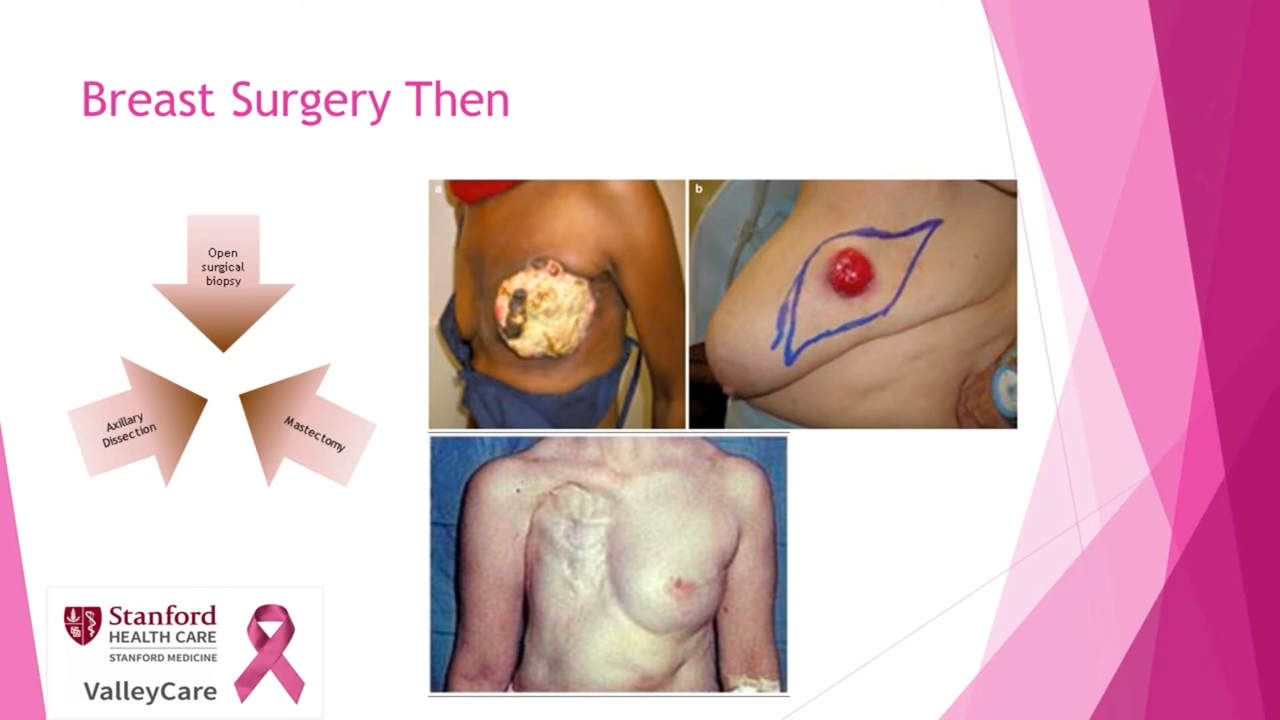 Breast Surgery Then
Open
surgical
biopsy
Axillary
Dissection
Mastectomy
a
b
Stanford
HEALTH CARE
STANFORD MEDICINE
ValleyCare